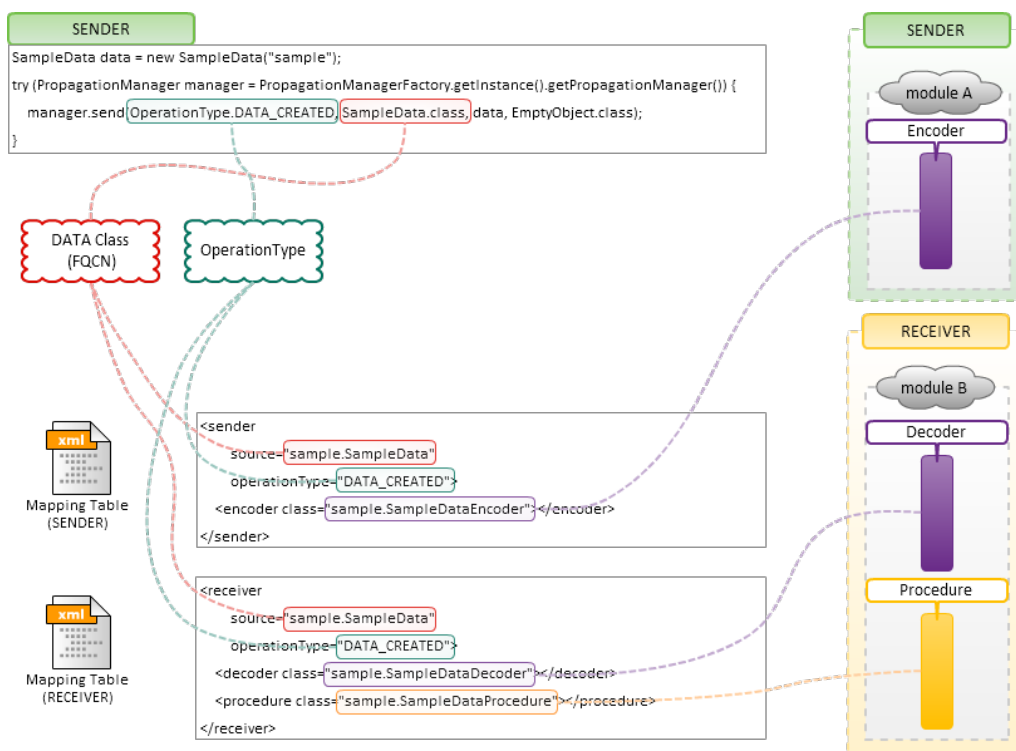 SENDER
SampleData data = new SampleData("sample");
try (PropagationManager manager = PropagationManagerFactory.getInstance().getPropagationManager()) {
manager.send(OperationType.DATA_CREATED, SampleData.class, data, EmptyObject.class);
}
DATA Class
(FQCN)
OperationType
xml
Mapping Table
(SENDER)
<sender
source="sample.SampleData"
operationType="DATA_CREATED">
<encoder class="sample.SampleDataEncoder"></encoder>
</sender>
xml
Mapping Table
(RECEIVER)
<receiver
source="sample.SampleData"
operationType="DATA_CREATED">
<decoder class="sample.SampleDataDecoder"></decoder>
<procedure class="sample.SampleDataProcedure"></procedure>
</receiver>
SENDER
module A
Encoder
RECEIVER
module B
Decoder
Procedure